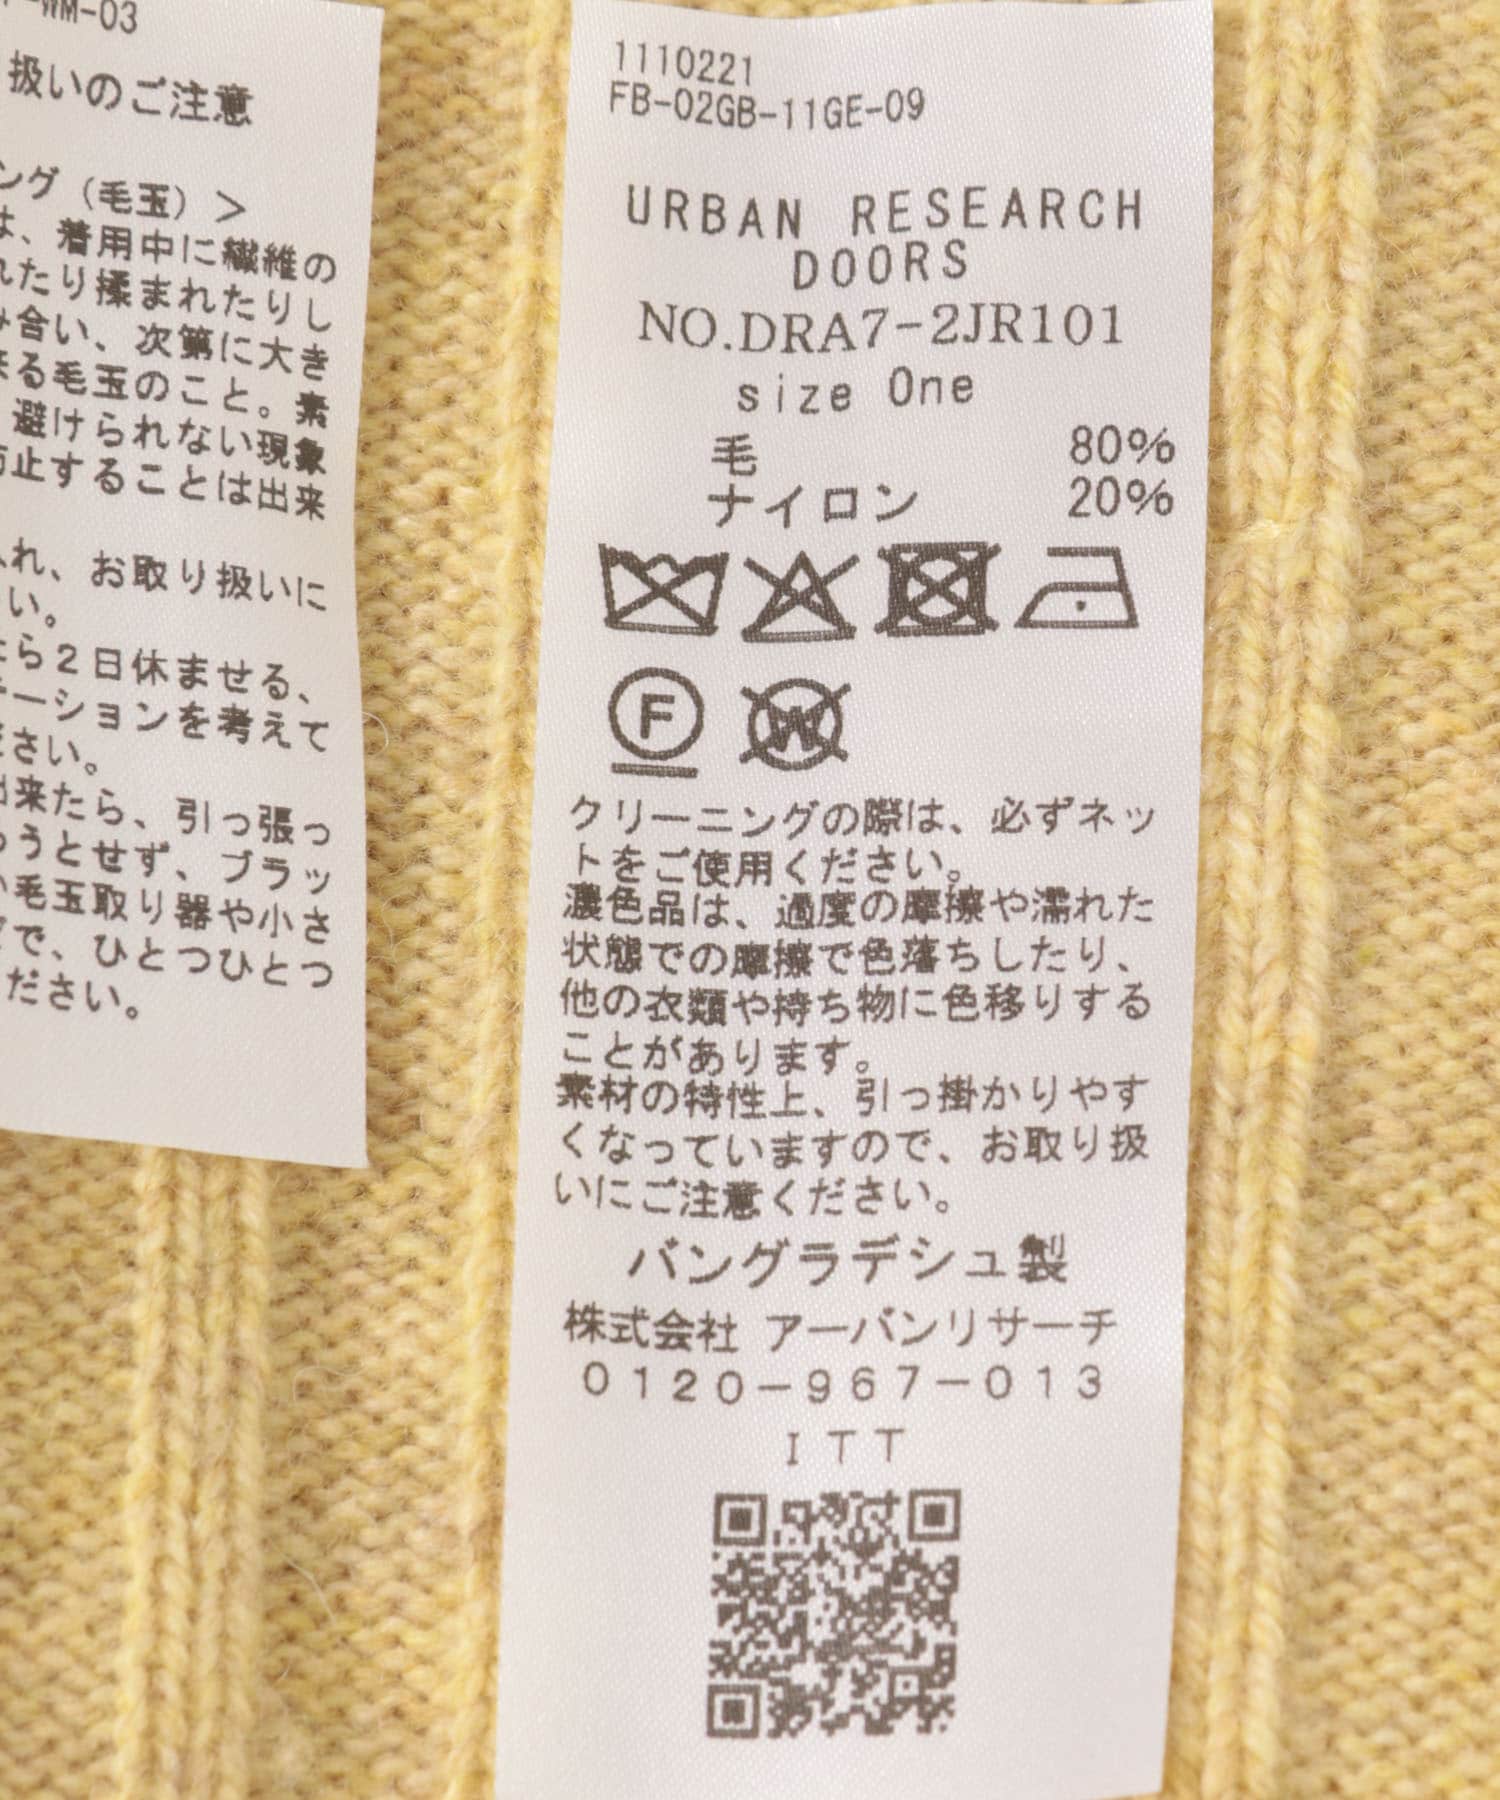 -WM-03
扱いのご注意
ング（毛玉）＞
は、着用中に繊維の
れたり揉まれたりし
み合い、次第に大き
来る毛玉のこと。素
避けられない現象
防止することは出来
入れ、お取り扱いに
い。
たら２日休ませる、
テーションを考えて
ださい。
出来たら、引っ張っ
ろうとせず、ブラッ
い毛玉取り器や小さ
で、ひとつひとつ
ください。
1110221
FB-02GB-11GE-09
URBAN RESEARCH
DOORS
NO.DRA7-2JR101
size One
毛 80%
ナイロン 20%
F W
クリーニングの際は、必ずネッ
トをご使用ください。
濃色品は、過度の摩擦や濡れた
状態での摩擦で色落ちしたり、
他の衣類や持ち物に色移りする
ことがあります。
素材の特性上、引っ掛かりやす
くなっていますので、お取り扱
いにご注意ください。
バングラデシュ製
株式会社 アーバンリサーチ
０１２０－９６７－０１３
ＩＴＴ